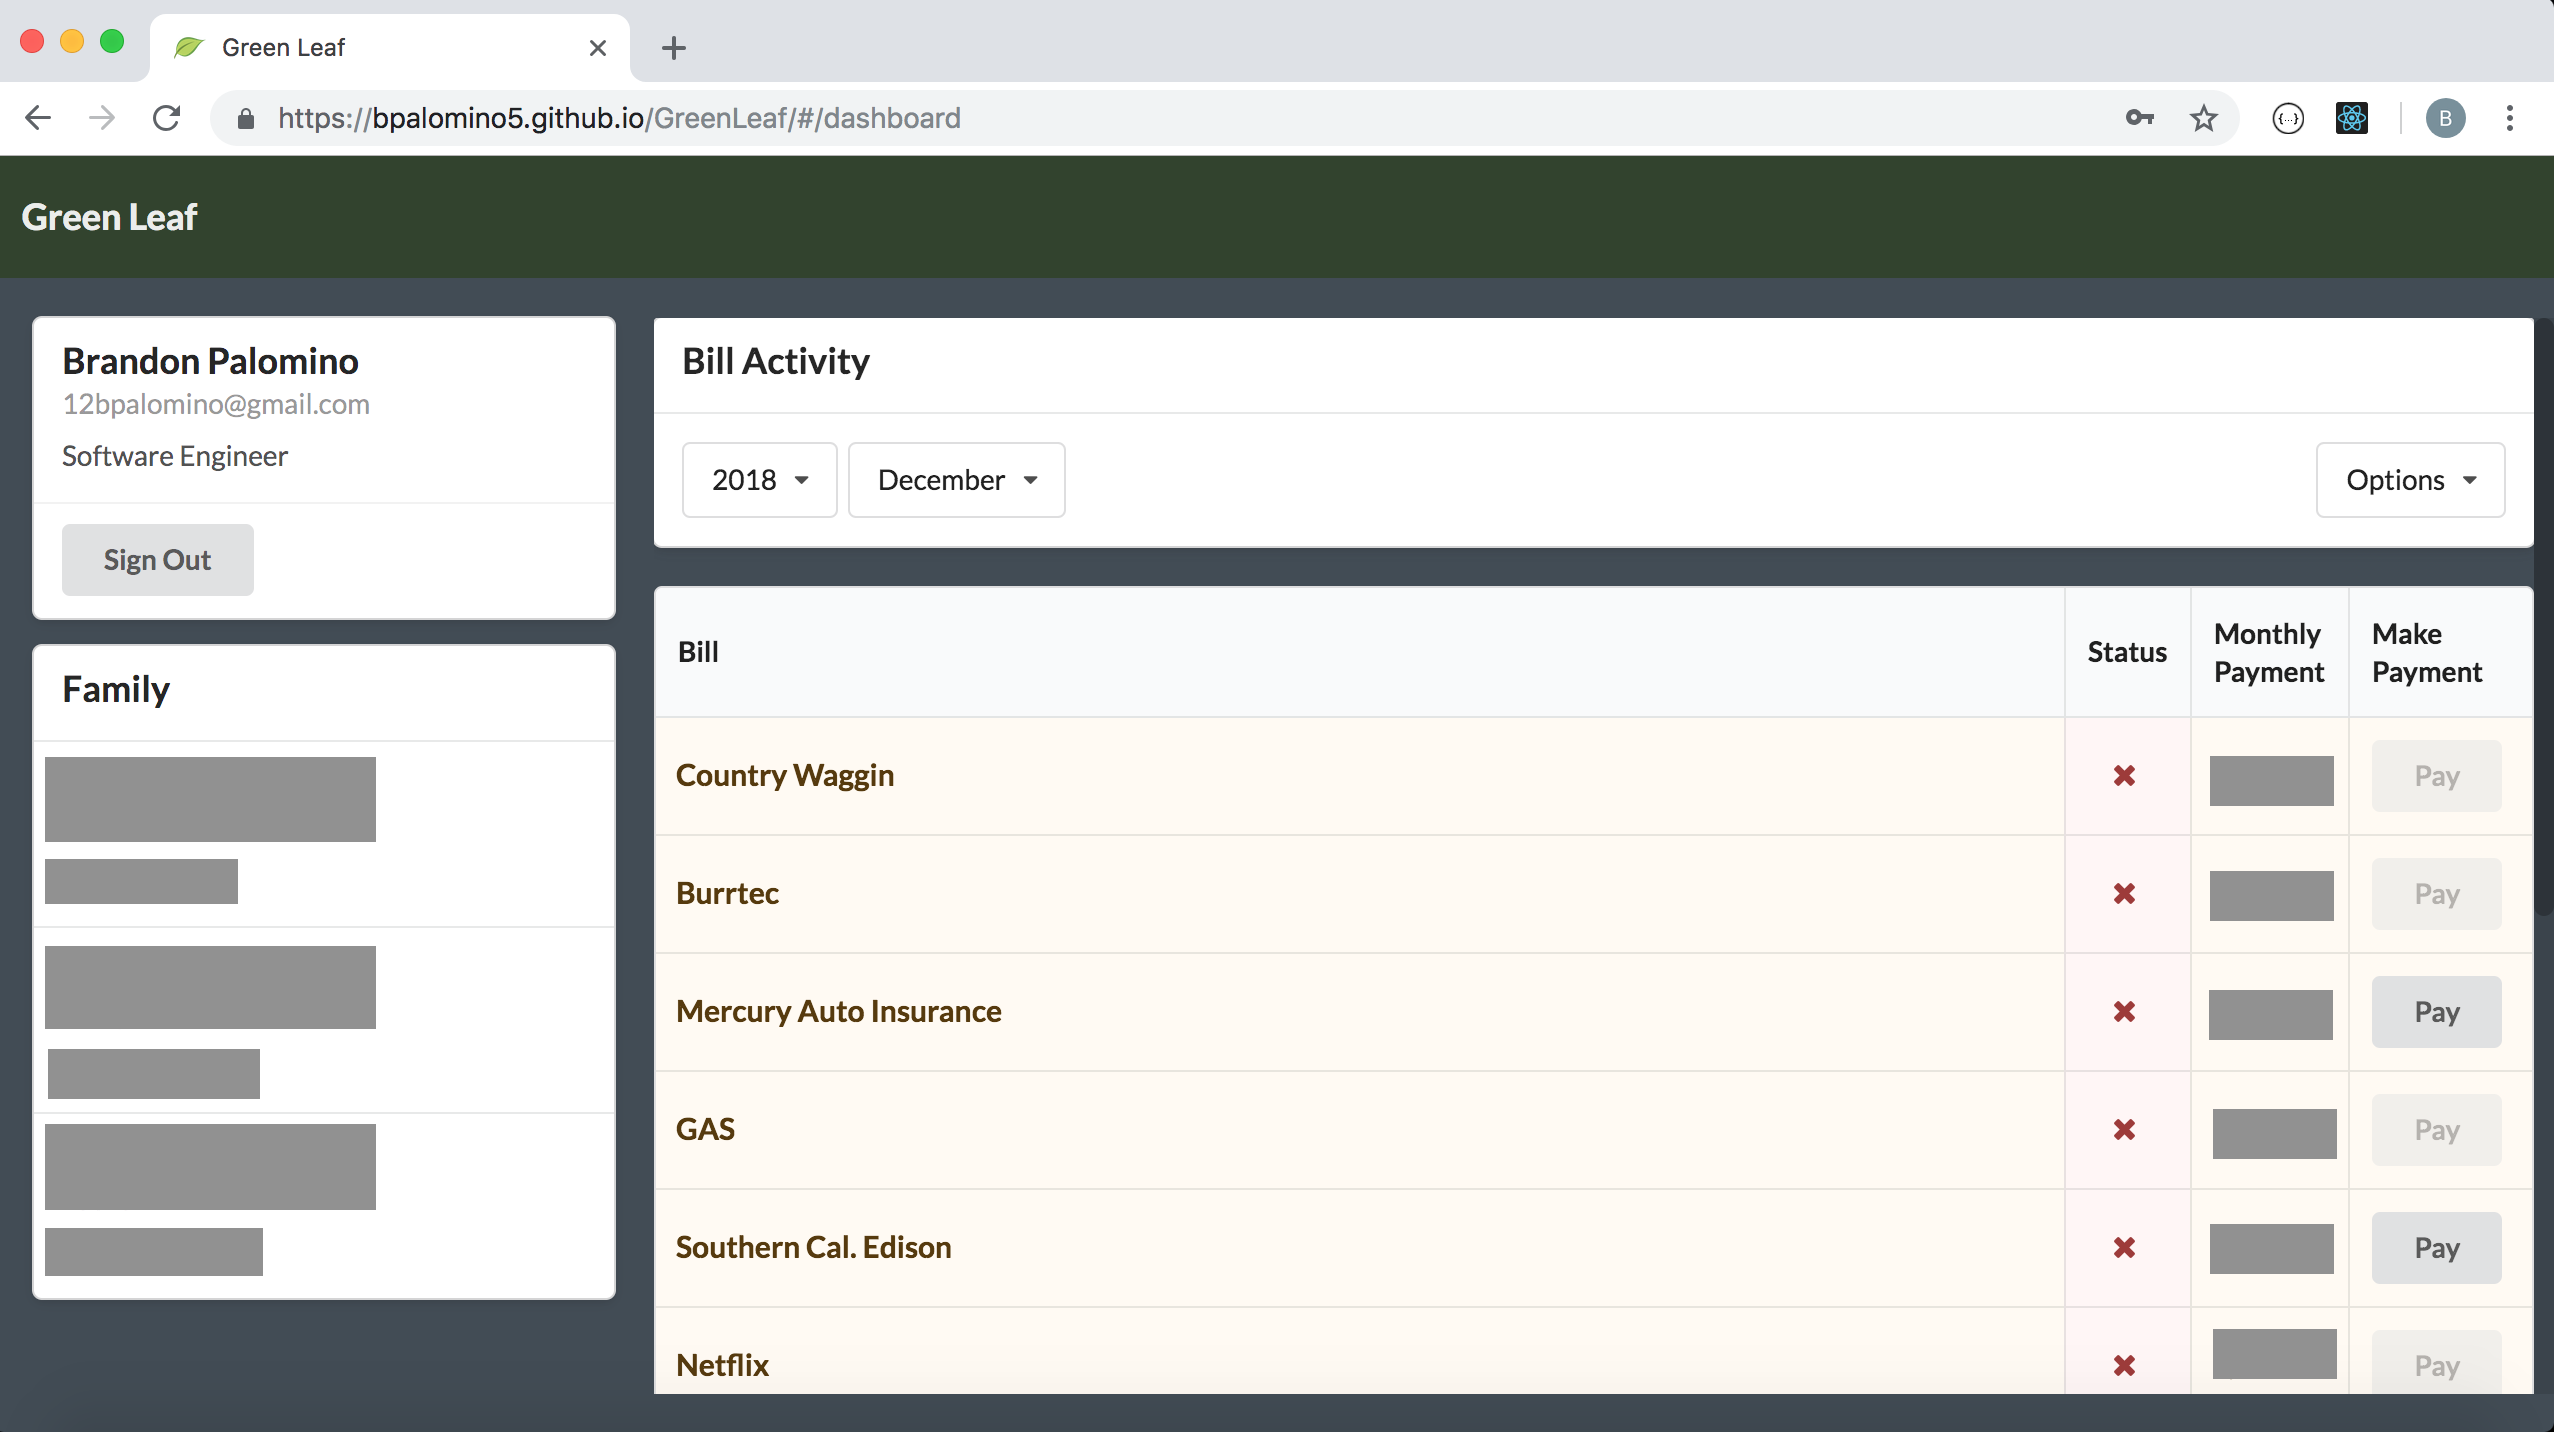 Green Leaf
https://bpalomino5.github.io/GreenLeaf/#/dashboard
{...}
B
Green Leaf
Brandon Palomino
12bpalomino@gmail.com
Software Engineer
Sign Out
Family
Bill Activity
2018
December
Options
Bill
Status
Monthly
Payment
Make
Payment
Country Waggin
Pay
Burrtec
Pay
Mercury Auto Insurance
Pay
GAS
Pay
Southern Cal. Edison
Pay
Netflix
Pay